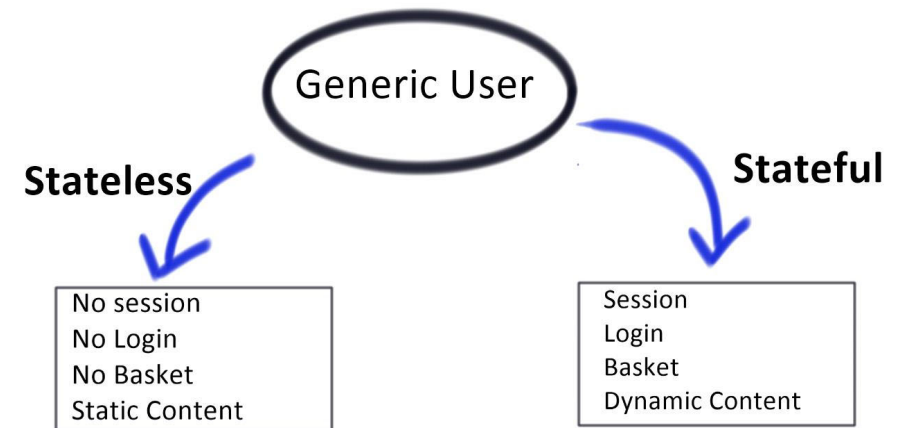 Generic User
Stateless
Stateful
No session
No Login
No Basket
Static Content
Session
Login
Basket
Dynamic Content